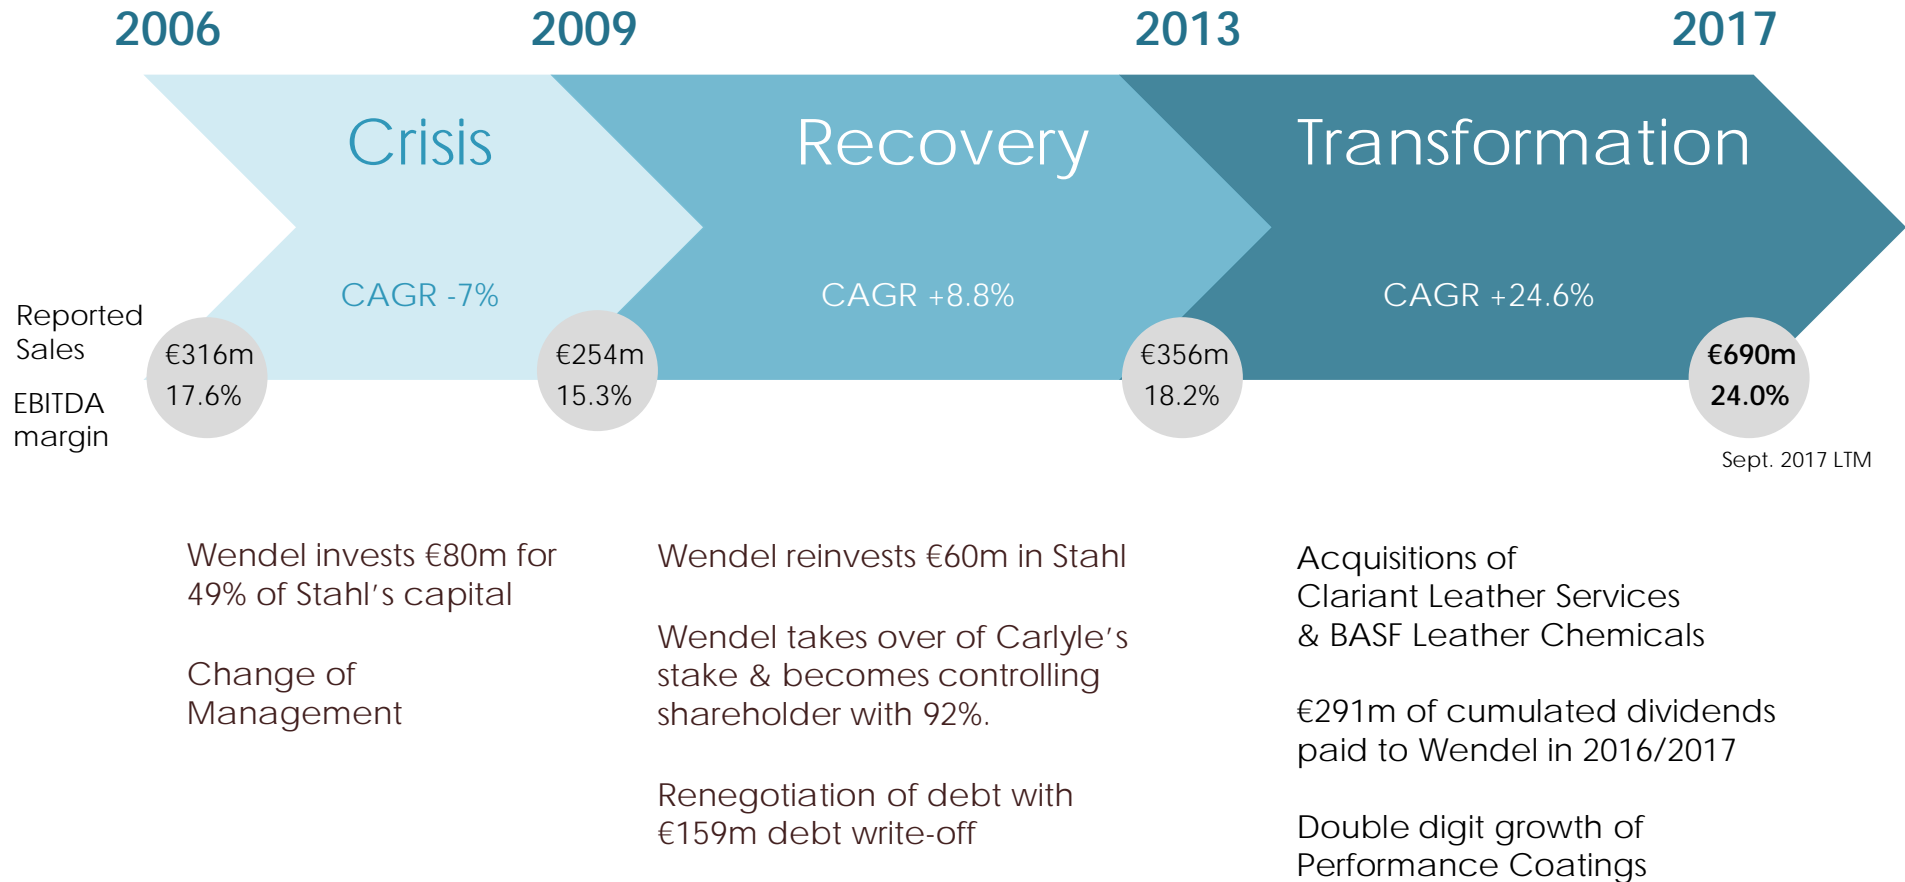 2006
2009
2013
2017
Crisis
Recovery
Transformation
CAGR -7%
CAGR +8.8%
CAGR +24.6%
Reported
Sales
EBITDA
margin
€316m
17.6%
€254m
15.3%
€356m
18.2%
€690m
24.0%
Sept. 2017 LTM
Wendel invests €80m for
49% of Stahl’s capital
Change of
Management
Wendel reinvests €60m in Stahl
Wendel takes over of Carlyle’s
stake & becomes controlling
shareholder with 92%.
Renegotiation of debt with
€159m debt write-off
Acquisitions of
Clariant Leather Services
& BASF Leather Chemicals
€291m of cumulated dividends
paid to Wendel in 2016/2017
Double digit growth of
Performance Coatings